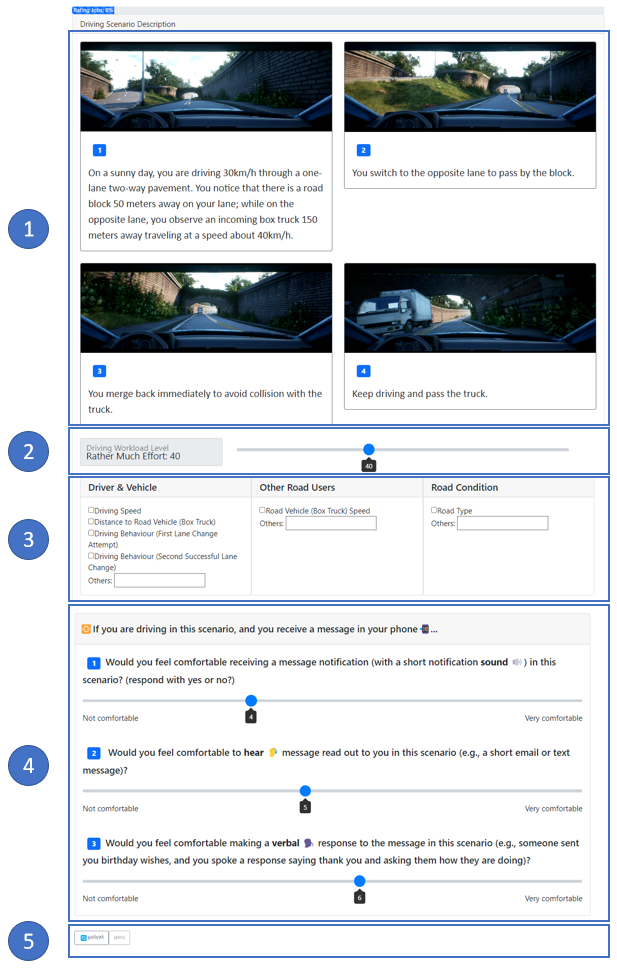 Rating Jobs: 0%
Driving Scenario Description
1
1
On a sunny day, you are driving 30km/h through a one-
lane two-way pavement. You notice that there is a road
block 50 meters away on your lane; while on the
opposite lane, you observe an incoming box truck 150
meters away traveling at a speed about 40km/h.
2
You switch to the opposite lane to pass by the block.
3
You merge back immediately to avoid collision with the
truck.
4
Keep driving and pass the truck.
2
Driving Workload Level
Rather Much Effort: 40
40
3
Driver & Vehicle
Driving Speed
Distance to Road Vehicle (Box Truck)
Driving Behaviour (First Lane Change
Attempt)
Driving Behaviour (Second Successful Lane
Change)
Others:
Other Road Users
Road Vehicle (Box Truck) Speed
Others:
Road Condition
Road Type
Others:
4
If you are driving in this scenario, and you receive a message in your phone ...
1 Would you feel comfortable receiving a message notification (with a short notification sound ) in this
scenario? (respond with yes or no?)
4
Not comfortable Very comfortable
2 Would you feel comfortable to hear message read out to you in this scenario (e.g., a short email or text
message)?
5
Not comfortable Very comfortable
3 Would you feel comfortable making a verbal response to the message in this scenario (e.g., someone sent
you birthday wishes, and you spoke a response saying thank you and asking them how they are doing)?
6
Not comfortable Very comfortable
5